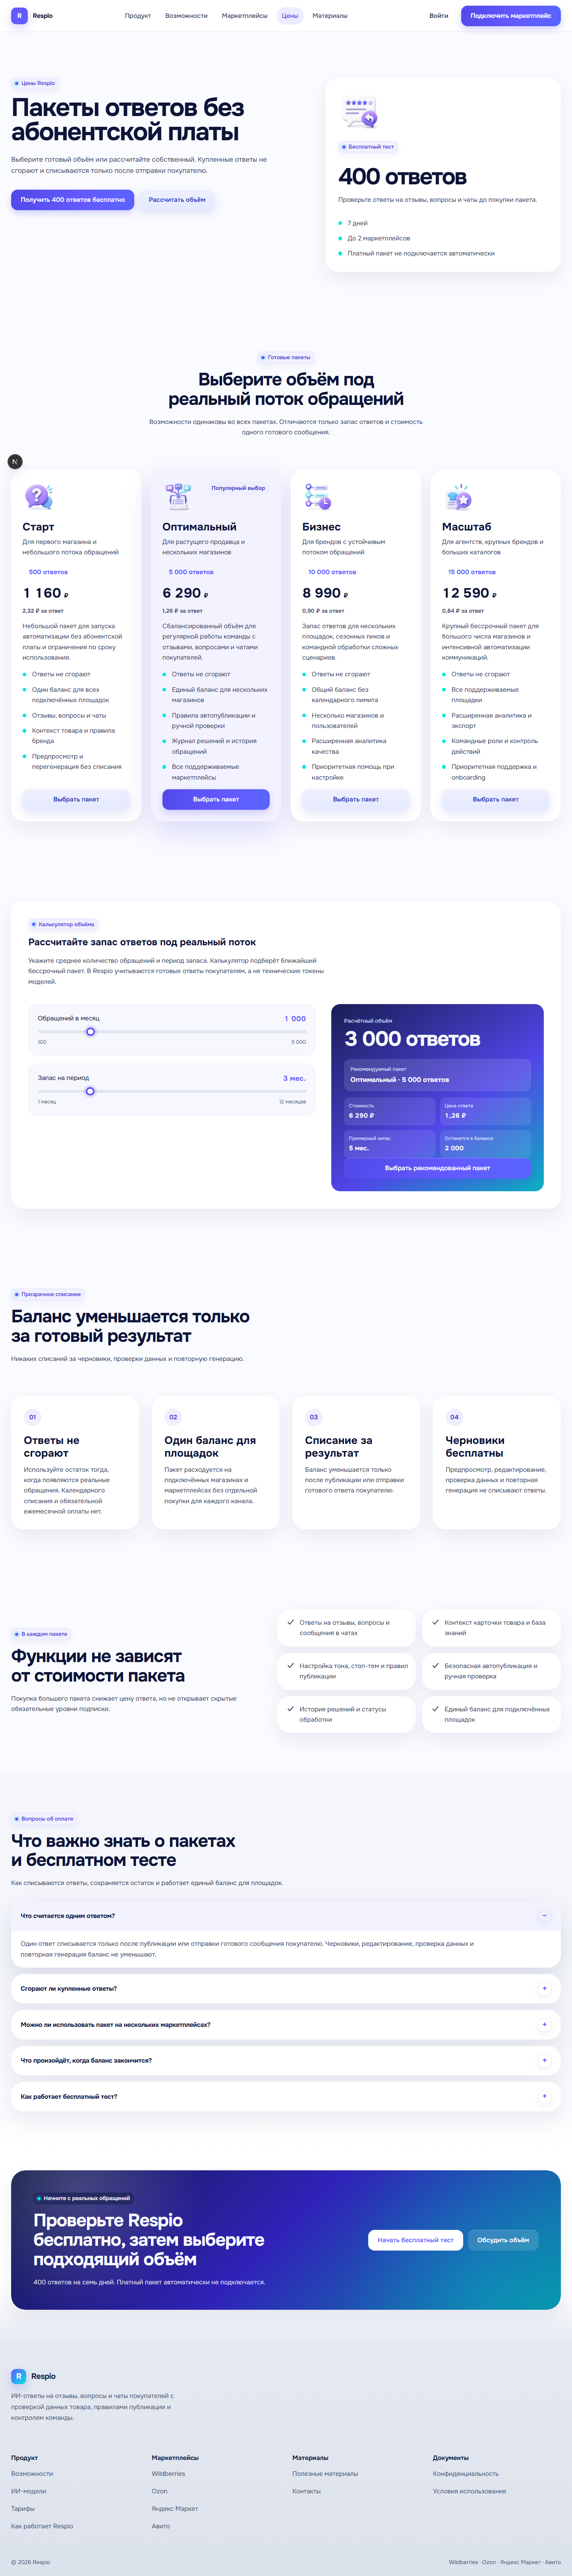 R Respio
Продукт Возможности Маркетплейсы Цены Материалы
Войти Подключить маркетплейс
Цены Respio
Пакеты ответов без
абонентской платы
Выберите готовый объём или рассчитайте собственный. Купленные ответы не
сгорают и списываются только после отправки покупателю.
Получить 400 ответов бесплатно Рассчитать объём
Бесплатный тест
400 ответов
Проверьте ответы на отзывы, вопросы и чаты до покупки пакета.
7 дней
До 2 маркетплейсов
Платный пакет не подключается автоматически
Готовые пакеты
Выберите объём под
реальный поток обращений
Возможности одинаковы во всех пакетах. Отличаются только запас ответов и стоимость
одного готового сообщения.
N
Старт
Для первого магазина и
небольшого потока обращений
500 ответов
1 160 ₽
2,32 ₽ за ответ
Небольшой пакет для запуска
автоматизации без абонентской
платы и ограничения по сроку
использования.
Ответы не сгорают
Один баланс для всех
подключённых площадок
Отзывы, вопросы и чаты
Контекст товара и правила
бренда
Предпросмотр и
перегенерация без списания
Выбрать пакет
Популярный выбор
Оптимальный
Для растущего продавца и
нескольких магазинов
5 000 ответов
6 290 ₽
1,26 ₽ за ответ
Сбалансированный объём для
регулярной работы команды с
отзывами, вопросами и чатами
покупателей.
Ответы не сгорают
Единый баланс для нескольких
магазинов
Правила автопубликации и
ручной проверки
Журнал решений и история
обращений
Все поддерживаемые
маркетплейсы
Выбрать пакет
Бизнес
Для брендов с устойчивым
потоком обращений
10 000 ответов
8 990 ₽
0,90 ₽ за ответ
Запас ответов для нескольких
площадок, сезонных пиков и
командной обработки сложных
сценариев.
Ответы не сгорают
Общий баланс без
календарного лимита
Несколько магазинов и
пользователей
Расширенная аналитика
качества
Приоритетная помощь при
настройке
Выбрать пакет
Масштаб
Для агентств, крупных брендов и
больших каталогов
15 000 ответов
12 590 ₽
0,84 ₽ за ответ
Крупный бессрочный пакет для
большого числа магазинов и
интенсивной автоматизации
коммуникаций.
Ответы не сгорают
Все поддерживаемые
площадки
Расширенная аналитика и
экспорт
Командные роли и контроль
действий
Приоритетная поддержка и
onboarding
Выбрать пакет
Калькулятор объёма
Рассчитайте запас ответов под реальный поток
Укажите среднее количество обращений и период запаса. Калькулятор подберёт ближайший
бессрочный пакет. В Respio учитываются готовые ответы покупателям, а не технические токены
моделей.
Обращений в месяц 1 000
100 5 000
Запас на период 3 мес.
1 месяц 12 месяцев
Расчётный объём
3 000 ответов
Рекомендуемый пакет
Оптимальный · 5 000 ответов
Стоимость
6 290 ₽
Цена ответа
1,26 ₽
Примерный запас
5 мес.
Останется в балансе
2 000
Выбрать рекомендованный пакет
Прозрачное списание
Баланс уменьшается только
за готовый результат
Никаких списаний за черновики, проверки данных и повторную генерацию.
01
Ответы не
сгорают
Используйте остаток тогда,
когда появляются реальные
обращения. Календарного
списания и обязательной
ежемесячной оплаты нет.
02
Один баланс для
площадок
Пакет расходуется на
подключённых магазинах и
маркетплейсах без отдельной
покупки для каждого канала.
03
Списание за
результат
Баланс уменьшается только
после публикации или отправки
готового ответа покупателю.
04
Черновики
бесплатны
Предпросмотр, редактирование,
проверка данных и повторная
генерация не списывают ответы.
В каждом пакете
Функции не зависят
от стоимости пакета
Покупка большего пакета снижает цену ответа, но не открывает скрытые
обязательные уровни подписки.
Ответы на отзывы, вопросы и
сообщения в чатах
Контекст карточки товара и база
знаний
Настройка тона, стоп-тем и правил
публикации
Безопасная автопубликация и
ручная проверка
История решений и статусы
обработки
Единый баланс для подключённых
площадок
Вопросы об оплате
Что важно знать о пакетах
и бесплатном тесте
Как списываются ответы, сохраняется остаток и работает единый баланс для площадок.
Что считается одним ответом? −
Один ответ списывается только после публикации или отправки готового сообщения покупателю. Черновики, редактирование, проверка данных и
повторная генерация баланс не уменьшают.
Сгорают ли купленные ответы? +
Можно ли использовать пакет на нескольких маркетплейсах? +
Что произойдёт, когда баланс закончится? +
Как работает бесплатный тест? +
Начните с реальных обращений
Проверьте Respio
бесплатно, затем выберите
подходящий объём
400 ответов на семь дней. Платный пакет автоматически не подключается.
Начать бесплатный тест Обсудить объём
R Respio
ИИ-ответы на отзывы, вопросы и чаты покупателей с
проверкой данных товара, правилами публикации и
контролем команды.
Продукт
Возможности
ИИ-модели
Тарифы
Как работает Respio
Маркетплейсы
Wildberries
Ozon
Яндекс Маркет
Авито
Материалы
Полезные материалы
Контакты
Документы
Конфиденциальность
Условия использования
© 2026 Respio
Wildberries · Ozon · Яндекс Маркет · Авито